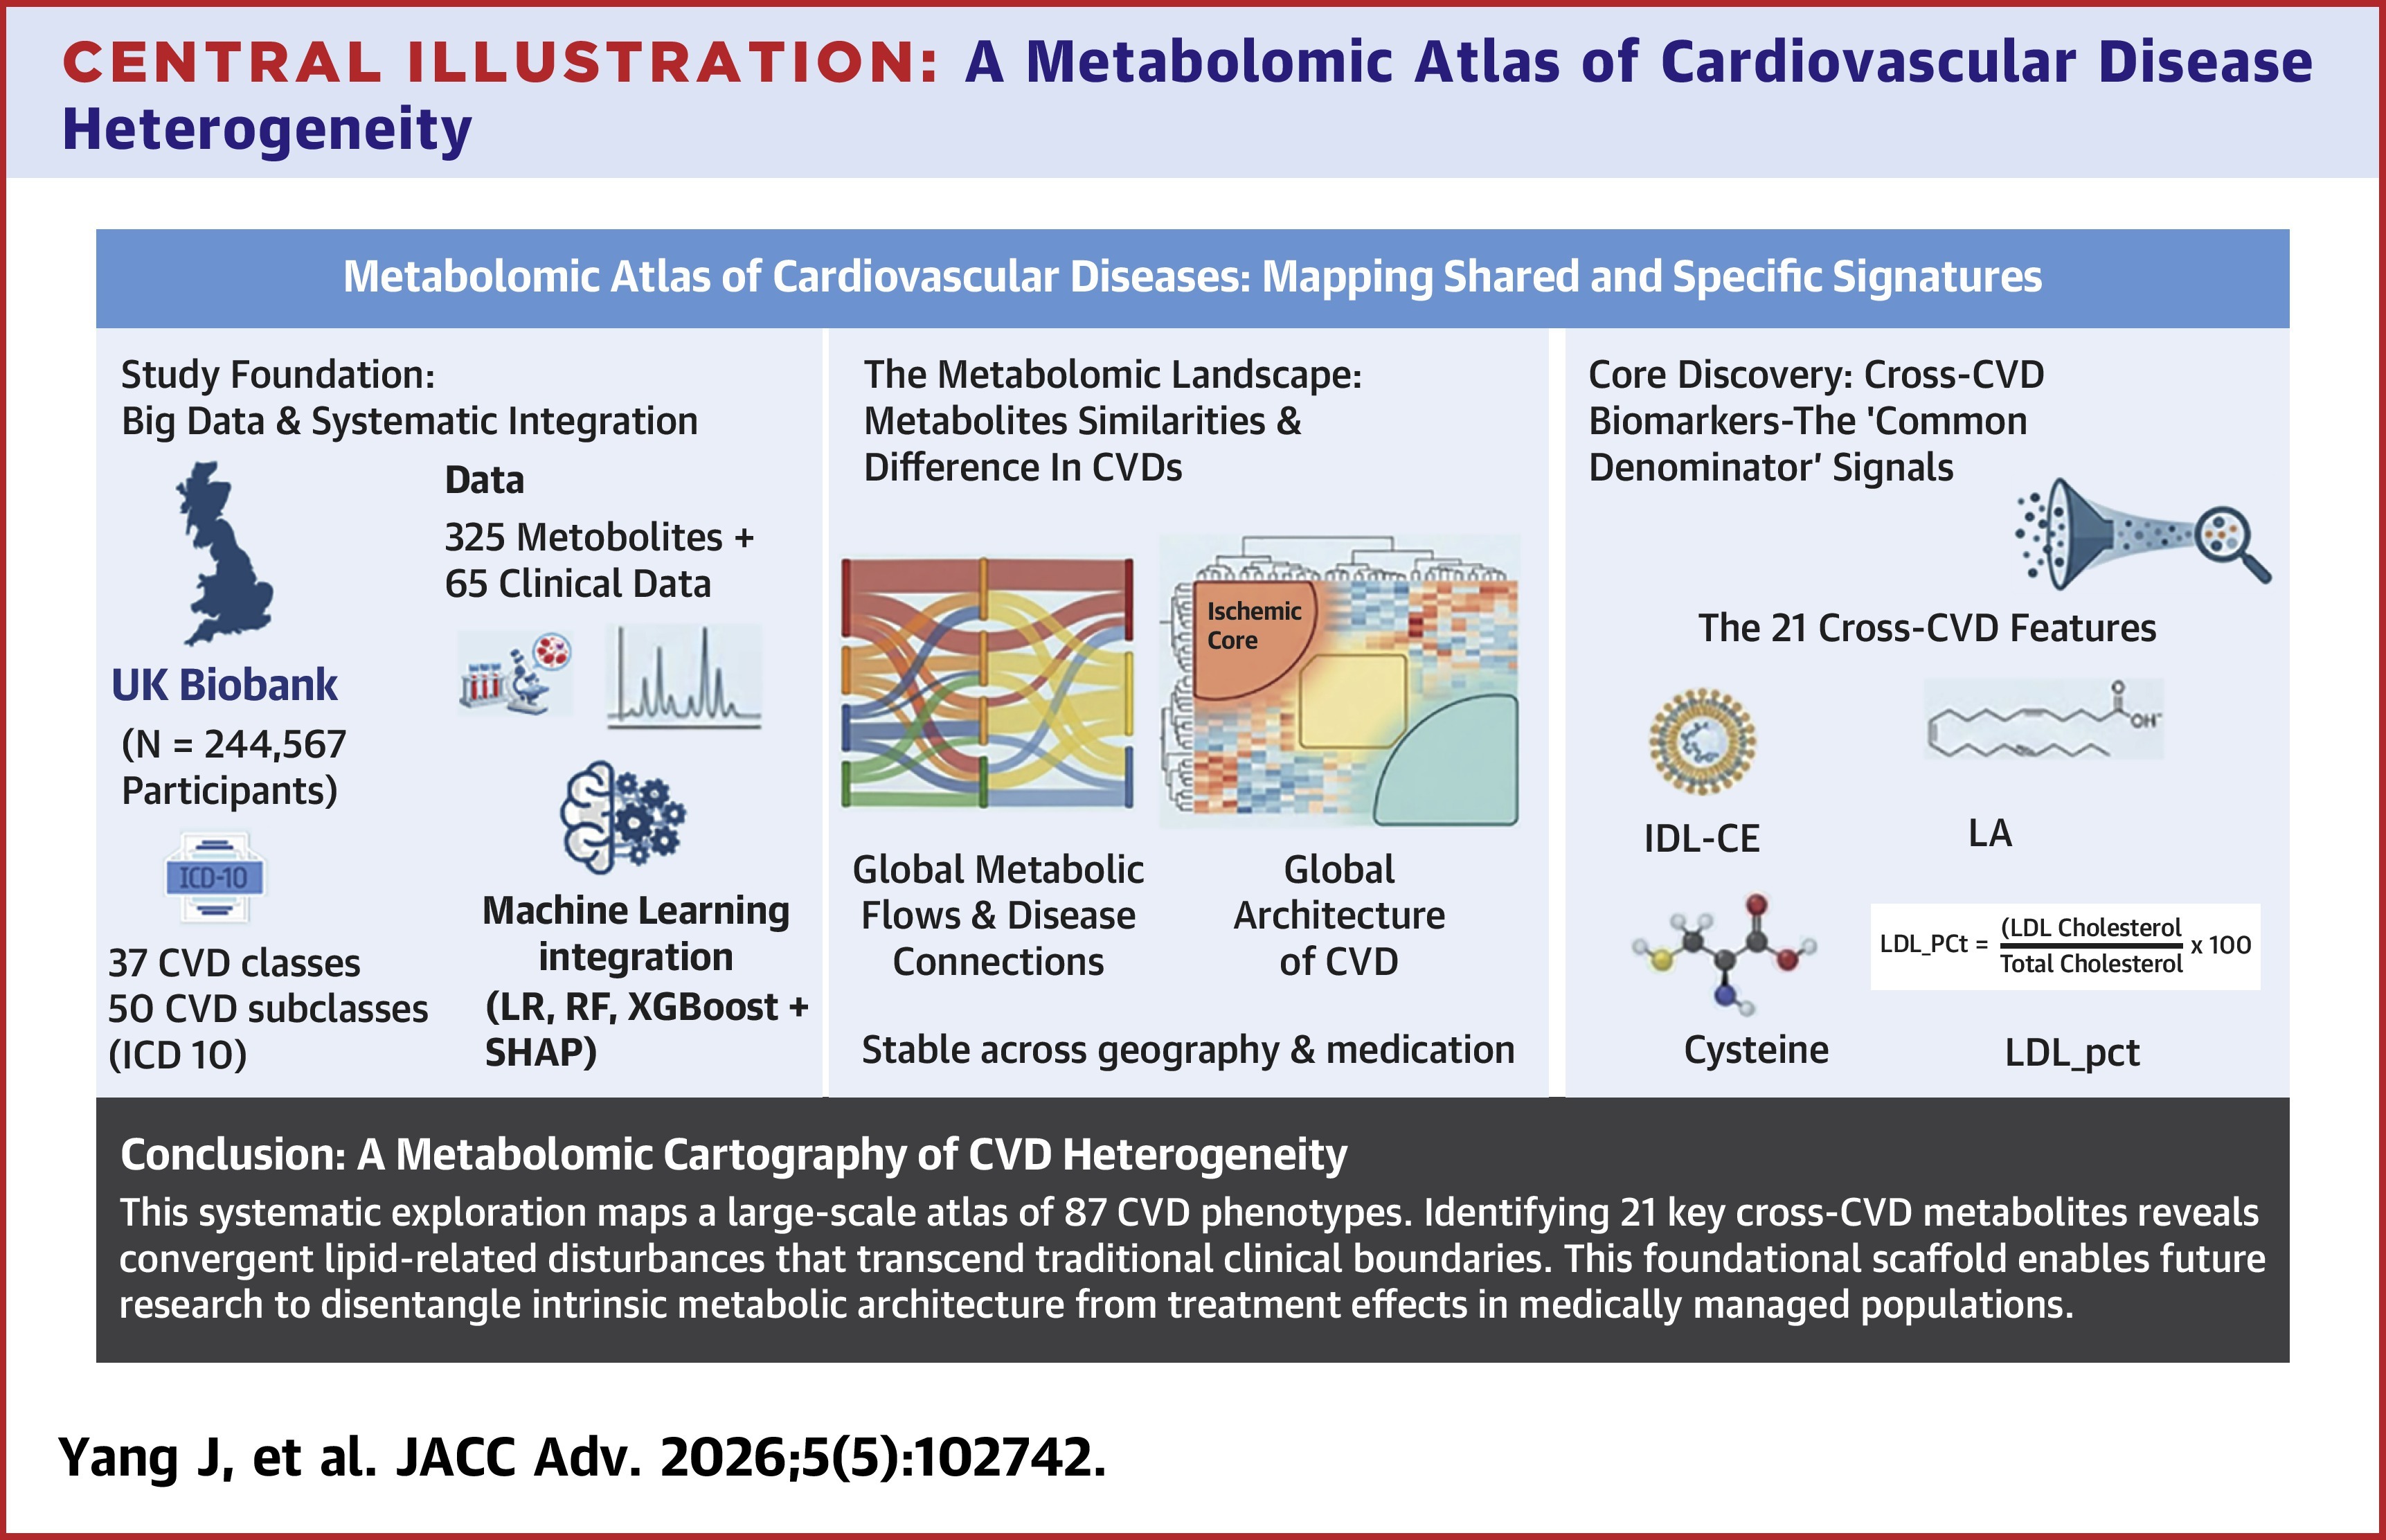 CENTRAL ILLUSTRATION: A Metabolomic Atlas of Cardiovascular Disease
Heterogeneity
Metabolomic Atlas of Cardiovascular Diseases: Mapping Shared and Specific Signatures
Study Foundation:
Big Data & Systematic Integration
UK Biobank
(N = 244,567
Participants)
ICD-10
37 CVD classes
50 CVD subclasses
(ICD 10)
Data
325 Metobolites +
65 Clinical Data
Machine Learning
integration
(LR, RF, XGBoost +
SHAP)
The Metabolomic Landscape:
Metabolites Similarities &
Difference In CVDs
Ischemic
Core
Global Metabolic
Flows & Disease
Connections
Global
Architecture
of CVD
Stable across geography & medication
Core Discovery: Cross-CVD
Biomarkers-The 'Common
Denominator' Signals
The 21 Cross-CVD Features
IDL-CE
O
OH⁻
LA
Cysteine
LDL_PCt = (LDL Cholesterol
Total Cholesterol x 100
LDL_pct
Conclusion: A Metabolomic Cartography of CVD Heterogeneity
This systematic exploration maps a large-scale atlas of 87 CVD phenotypes. Identifying 21 key cross-CVD metabolites reveals
convergent lipid-related disturbances that transcend traditional clinical boundaries. This foundational scaffold enables future
research to disentangle intrinsic metabolic architecture from treatment effects in medically managed populations.
Yang J, et al. JACC Adv. 2026;5(5):102742.